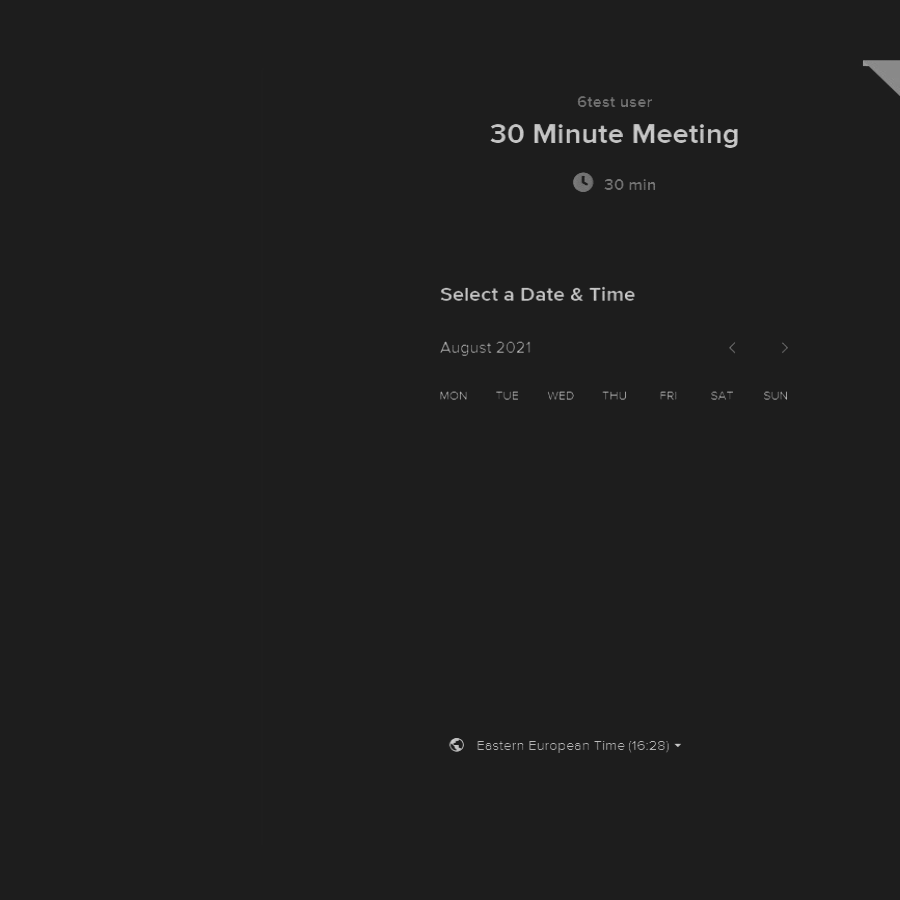 6test user
30 Minute Meeting
30 min
Select a Date & Time
August 2021
MON TUE WED THU FRI SAT SUN
Eastern European Time (16:28)